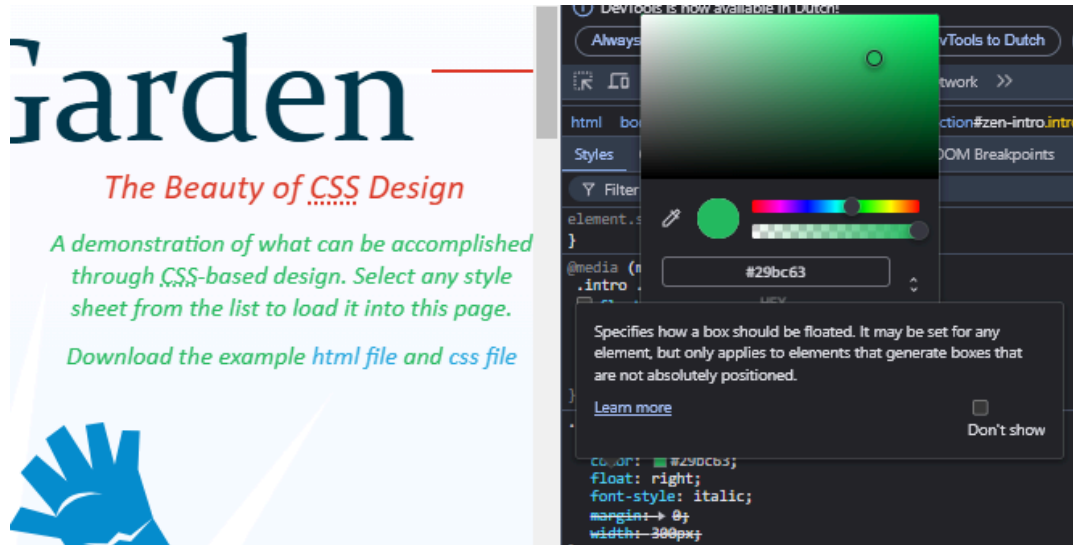 Garden
The Beauty of CSS Design
A demonstration of what can be accomplished
through CSS-based design. Select any style
sheet from the list to load it into this page.
Download the example html file and css file
DevTools is now available in Dutch!
Always
vTools to Dutch
twork
html
ction#zen-intro.intr
Styles
OOM Breakpoints
Filter
element.s
}
#29bc63
@media (m
.intro .
HEX
Specifies how a box should be floated. It may be set for any
element, but only applies to elements that generate boxes that
are not absolutely positioned.
Learn more
Don't show
}
color: #29bc63;
float: right;
font-style: italic;
margin: 0;
width: 300px;